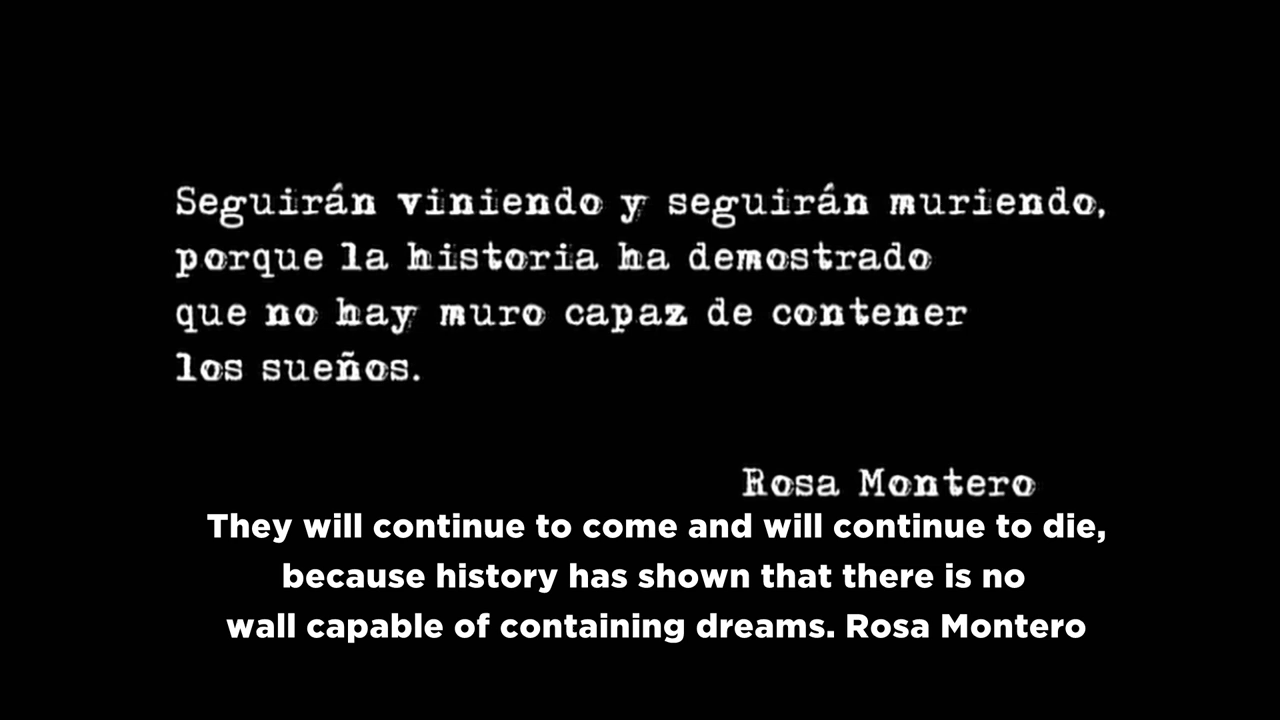 Seguirán viniendo y seguirán muriendo,
porque la historia ha demostrado
que no hay muro capaz de contener
los sueños.
Rosa Montero
They will continue to come and will continue to die,
because history has shown that there is no
wall capable of containing dreams. Rosa Montero